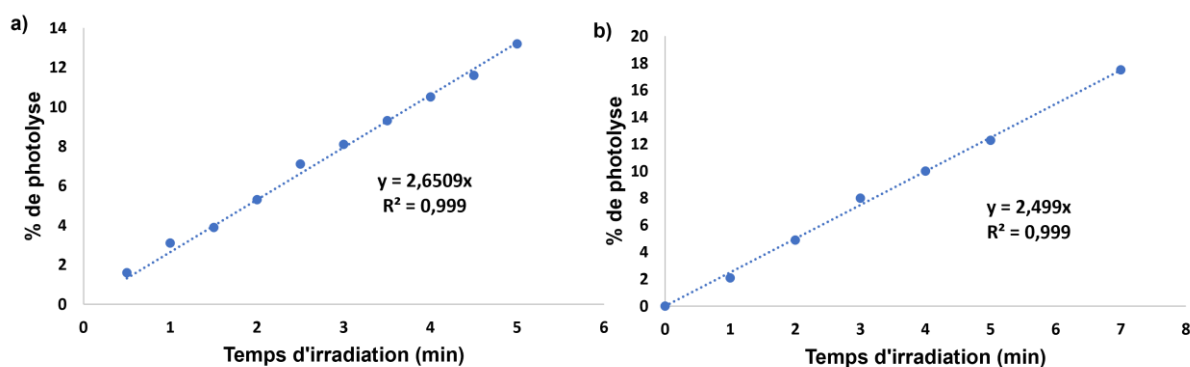 a)
% de photolyse
14
12
10
8
6
4
2
0
y = 2,6509x
R² = 0,999
0 1 2 3 4 5 6
Temps d'irradiation (min)
b)
% de photolyse
20
18
16
14
12
10
8
6
4
2
0
y = 2,499x
R² = 0,999
0 1 2 3 4 5 6 7 8
Temps d'irradiation (min)